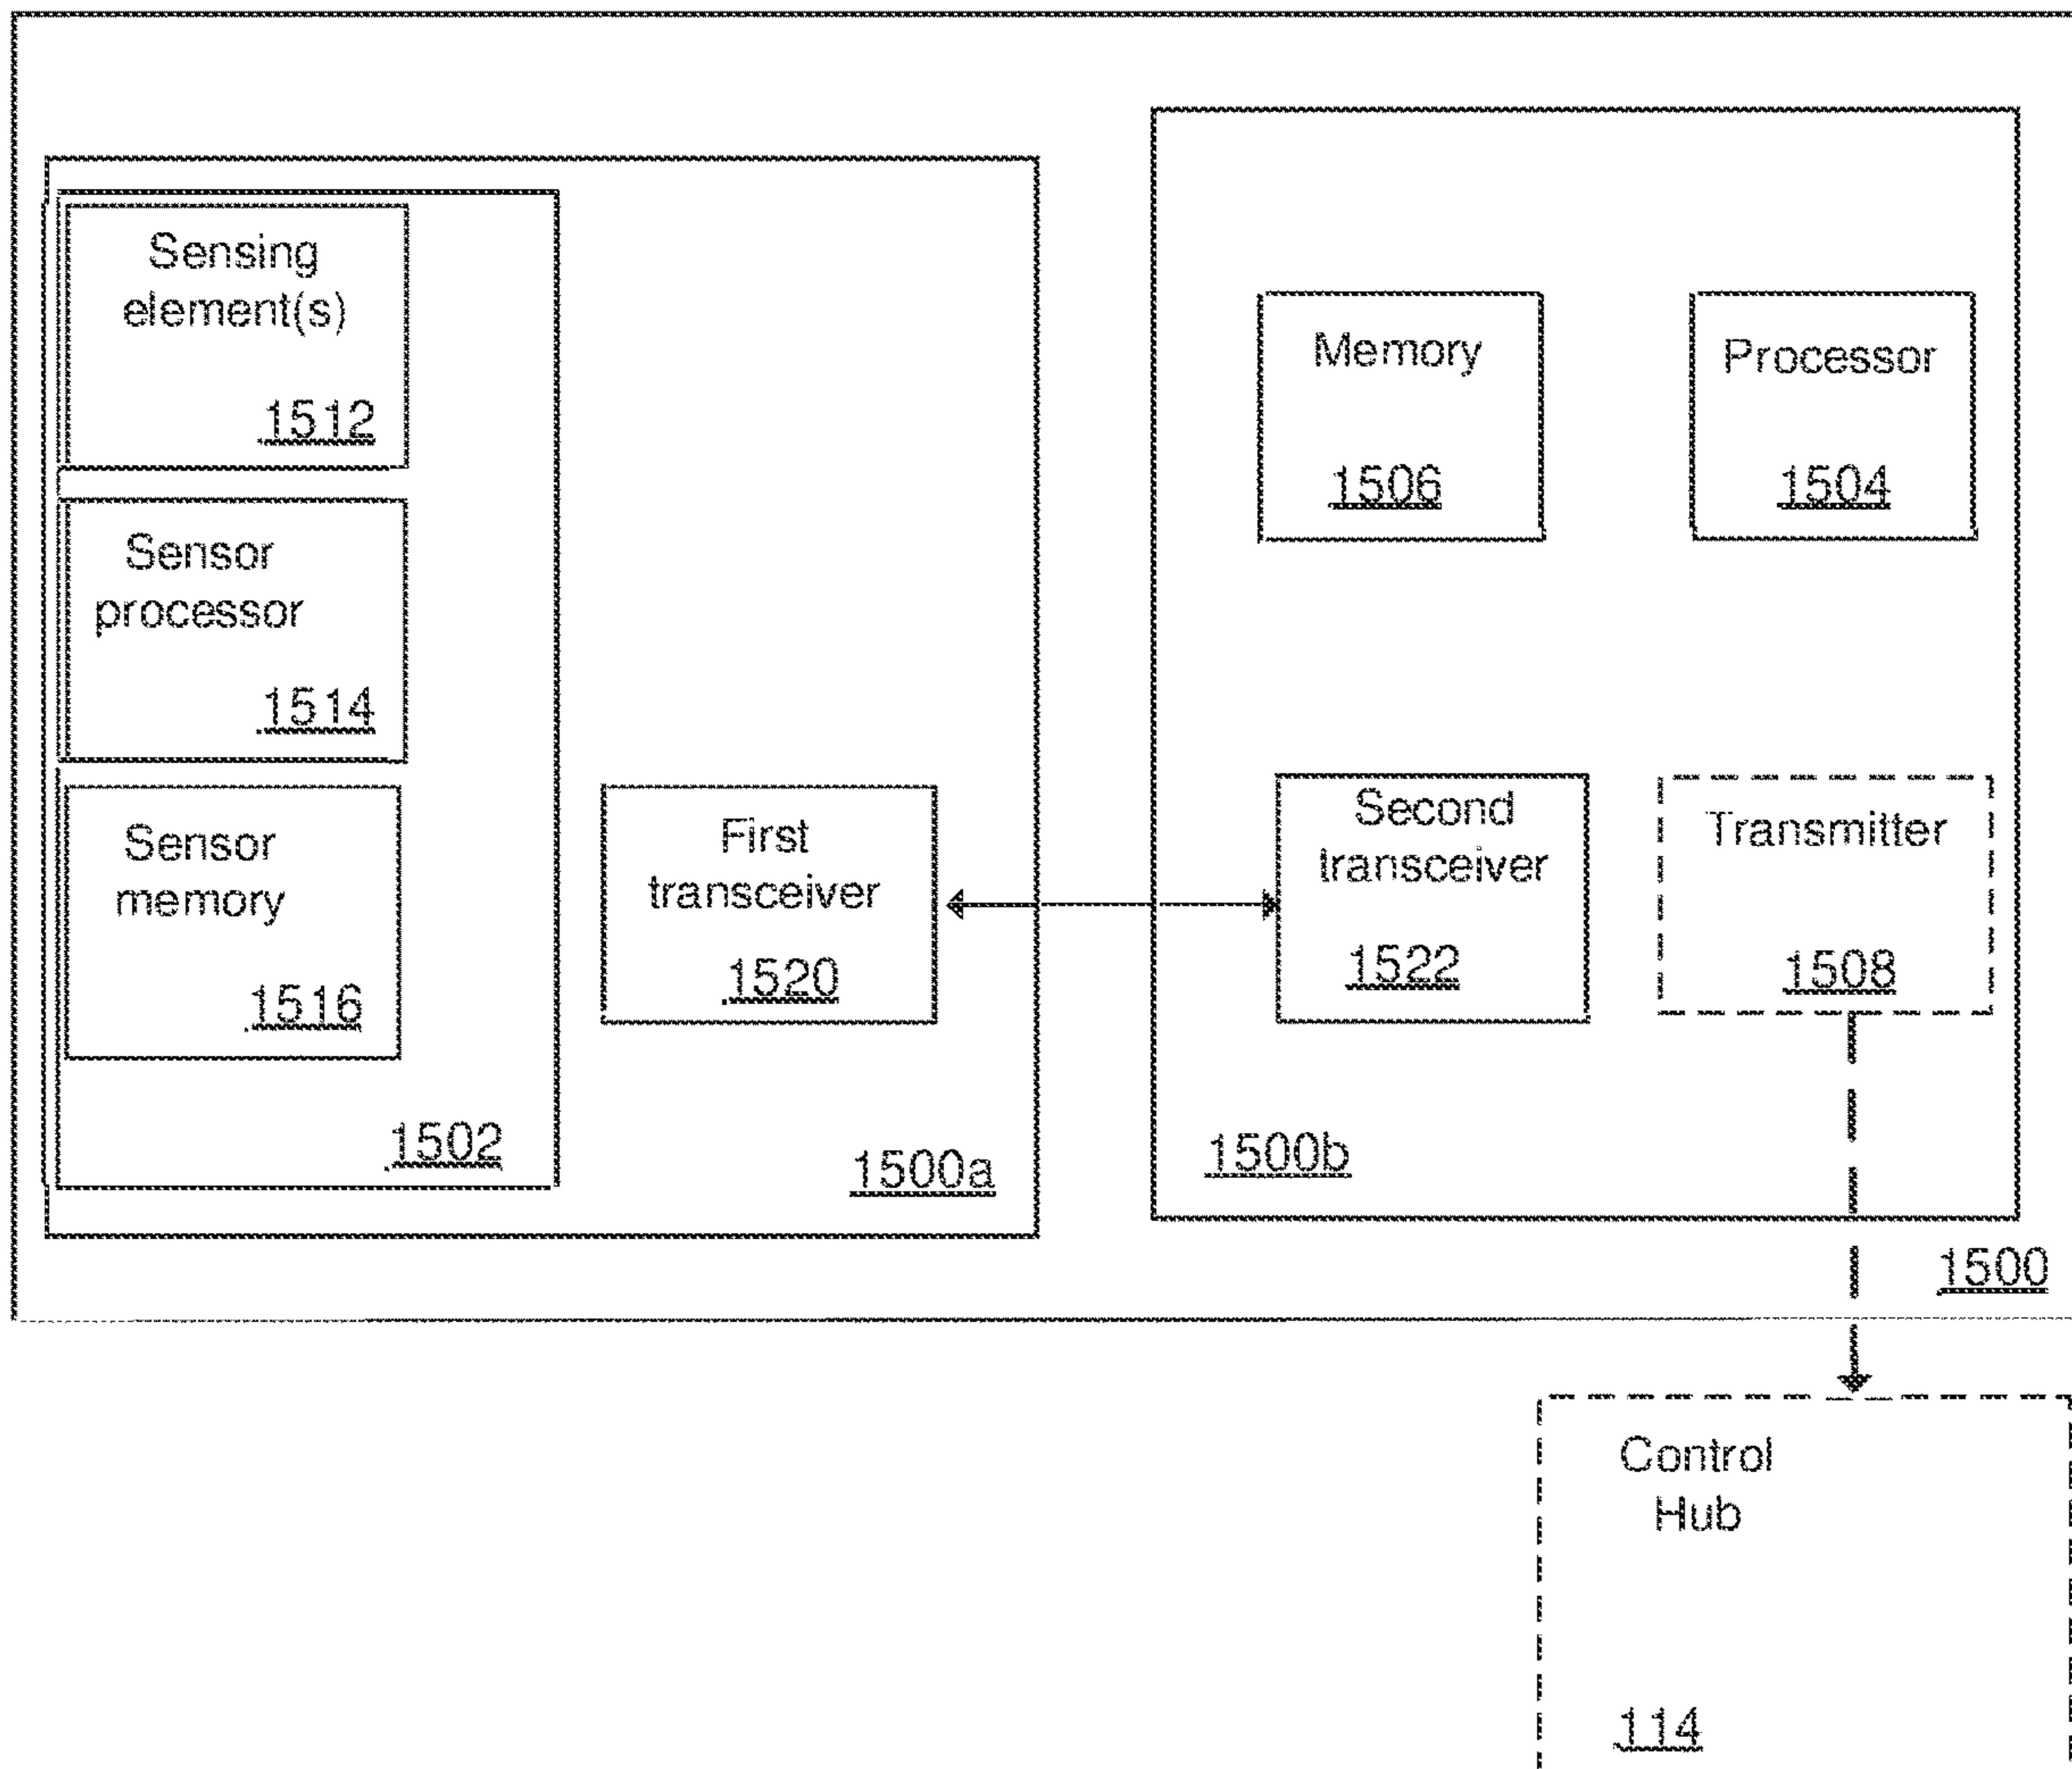 Sensing
element(s)
1512
Sensor
processor
1514
Sensor
memory
1516
1502
First
transceiver
1520
1500a
Memory
1506
Processor
1504
Second
transceiver
1522
Transmitter
1508
1500b
1500
Control
Hub
114